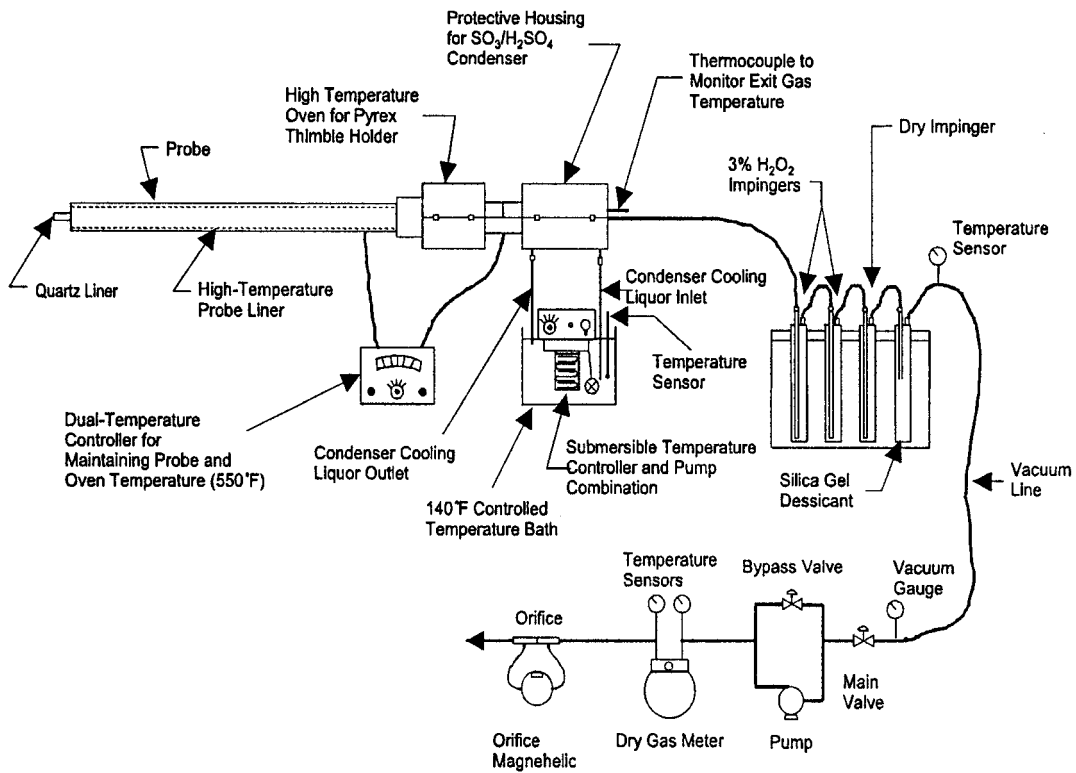 Protective Housing
for SO₃/H₂SO₄
Condenser
Thermocouple to
Monitor Exit Gas
Temperature
High Temperature
Oven for Pyrex
Thimble Holder
Dry Impinger
Probe
3% H₂O₂
Impingers
Temperature
Sensor
Quartz Liner
High-Temperature
Probe Liner
Condenser Cooling
Liquor Inlet
Temperature
Sensor
Dual-Temperature
Controller for
Maintaining Probe and
Oven Temperature (550°F)
Condenser Cooling
Liquor Outlet
Submersible Temperature
Controller and Pump
Combination
140°F Controlled
Temperature Bath
Silica Gel
Dessicant
Vacuum
Line
Temperature
Sensors
Bypass Valve
Vacuum
Gauge
Orifice
Main
Valve
Orifice
Magnehelic
Dry Gas Meter
Pump